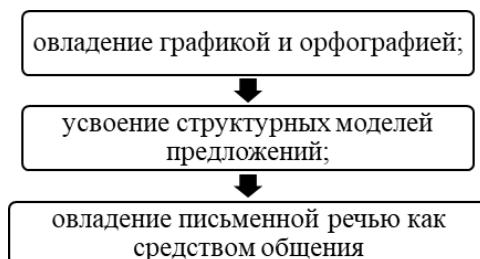 овладение графикой и орфографией;
усвоение структурных моделей
предложений;
овладение письменной речью как
средством общения